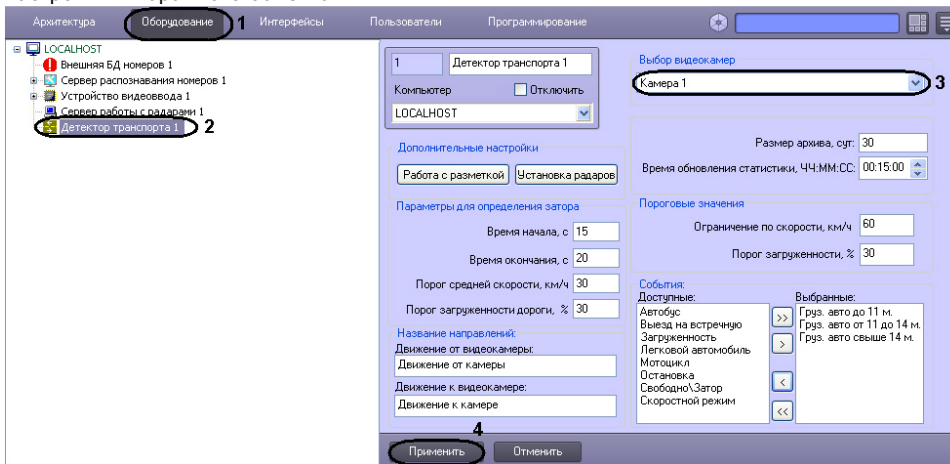 Архитектура Оборудование 1 Интерфейсы Пользователи Программирование
LOCALHOST
Внешняя БД номеров 1
Сервер распознавания номеров 1
Устройство видеоввода 1
Сервер работы с радарами 1
Детектор транспорта 1 2
1 Детектор транспорта 1
Компьютер Отключить
LOCALHOST
Дополнительные настройки
Работа с разметкой Установка радаров
Параметры для определения затора
Время начала, с 15
Время окончания, с 20
Порог средней скорости, км/ч 30
Порог загруженности дороги, % 30
Название направлений:
Движение от видеокамеры:
Движение от камеры
Движение к видеокамере:
Движение к камере
Выбор видеокамер
Камера 1 3
Размер архива, сут: 30
Время обновления статистики, ЧЧ:ММ:СС: 00:15:00
Пороговые значения
Ограничение по скорости, км/ч 60
Порог загруженности, % 30
События:
Доступные: Выбранные:
Автобус
Выезд на встречную
Загруженность
Легковой автомобиль
Мотоцикл
Остановка
Свободно\Затор
Скоростной режим
>>
>
<
<<
Груз. авто до 11 м.
Груз. авто от 11 до 14 м.
Груз. авто свыше 14 м.
4
Применить Отменить